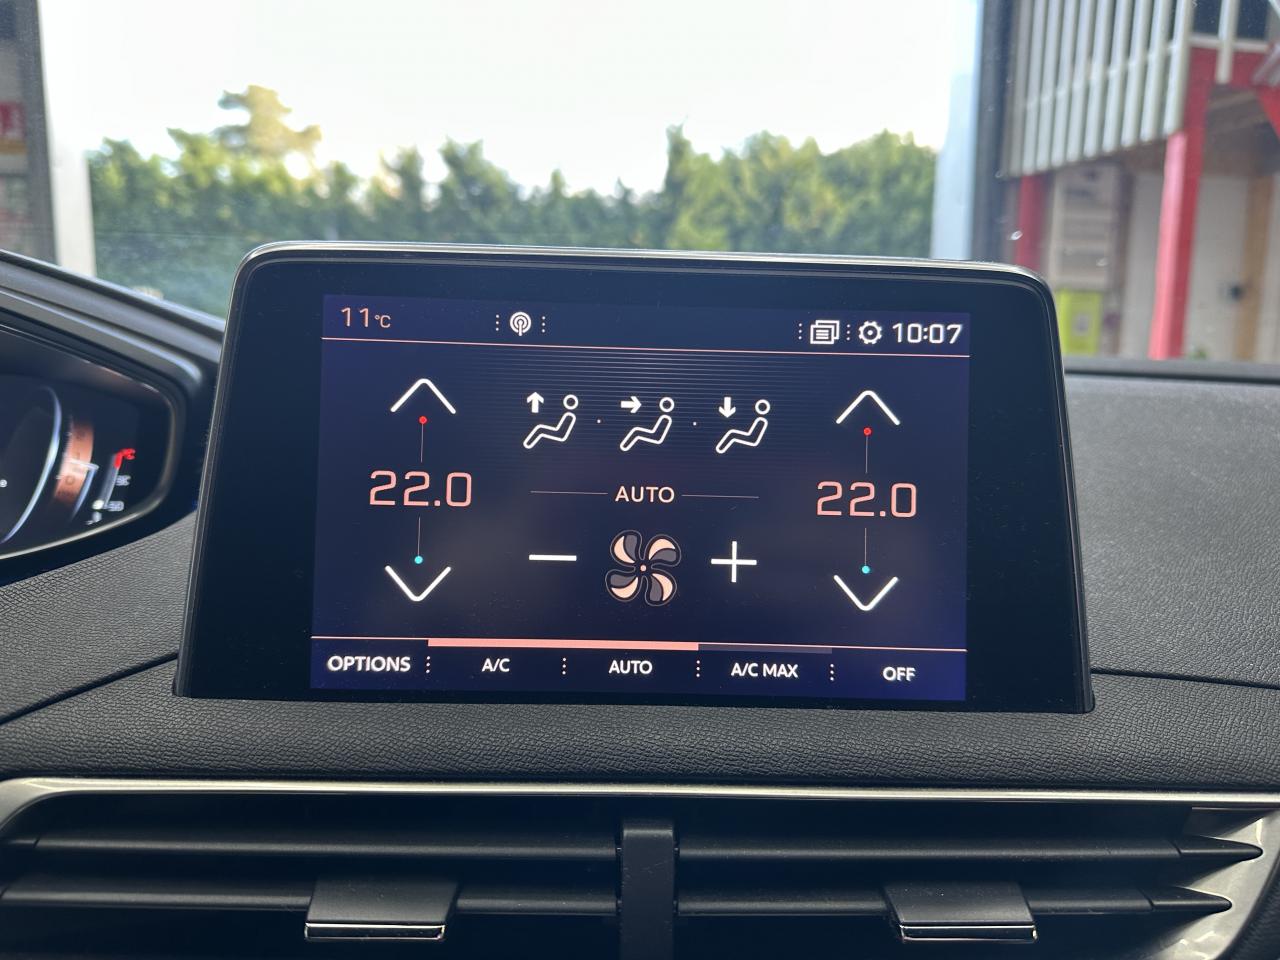 11°C
10:07
22.0
22.0
AUTO
OPTIONS
A/C
AUTO
A/C MAX
OFF